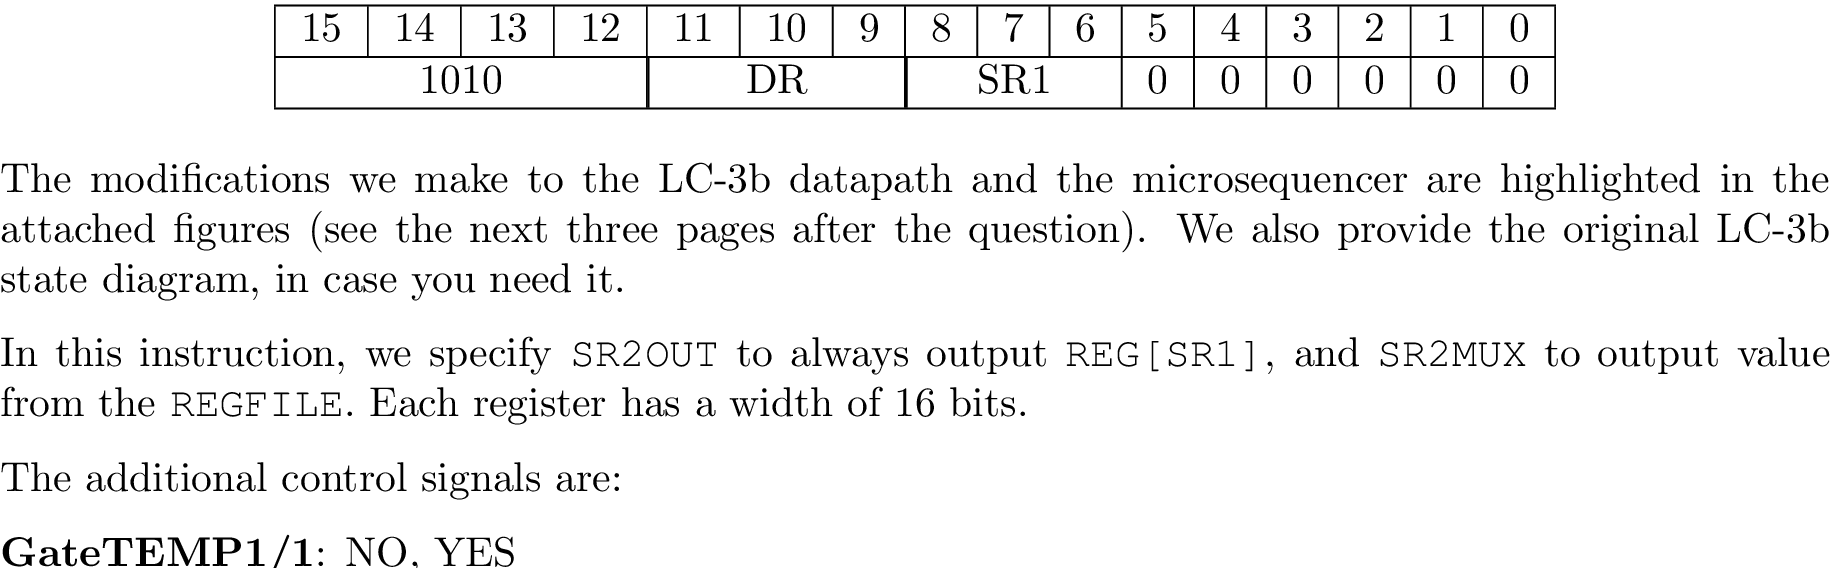 15 14 13 12 11 10 9 8 7 6 5 4 3 2 1 0
1010 DR SR1 0 0 0 0 0 0
The modifications we make to the LC-3b datapath and the microsequencer are highlighted in the
attached figures (see the next three pages after the question). We also provide the original LC-3b
state diagram, in case you need it.
In this instruction, we specify SR2OUT to always output REG[SR1], and SR2MUX to output value
from the REGFILE. Each register has a width of 16 bits.
The additional control signals are:
GateTEMP1/1: NO, YES